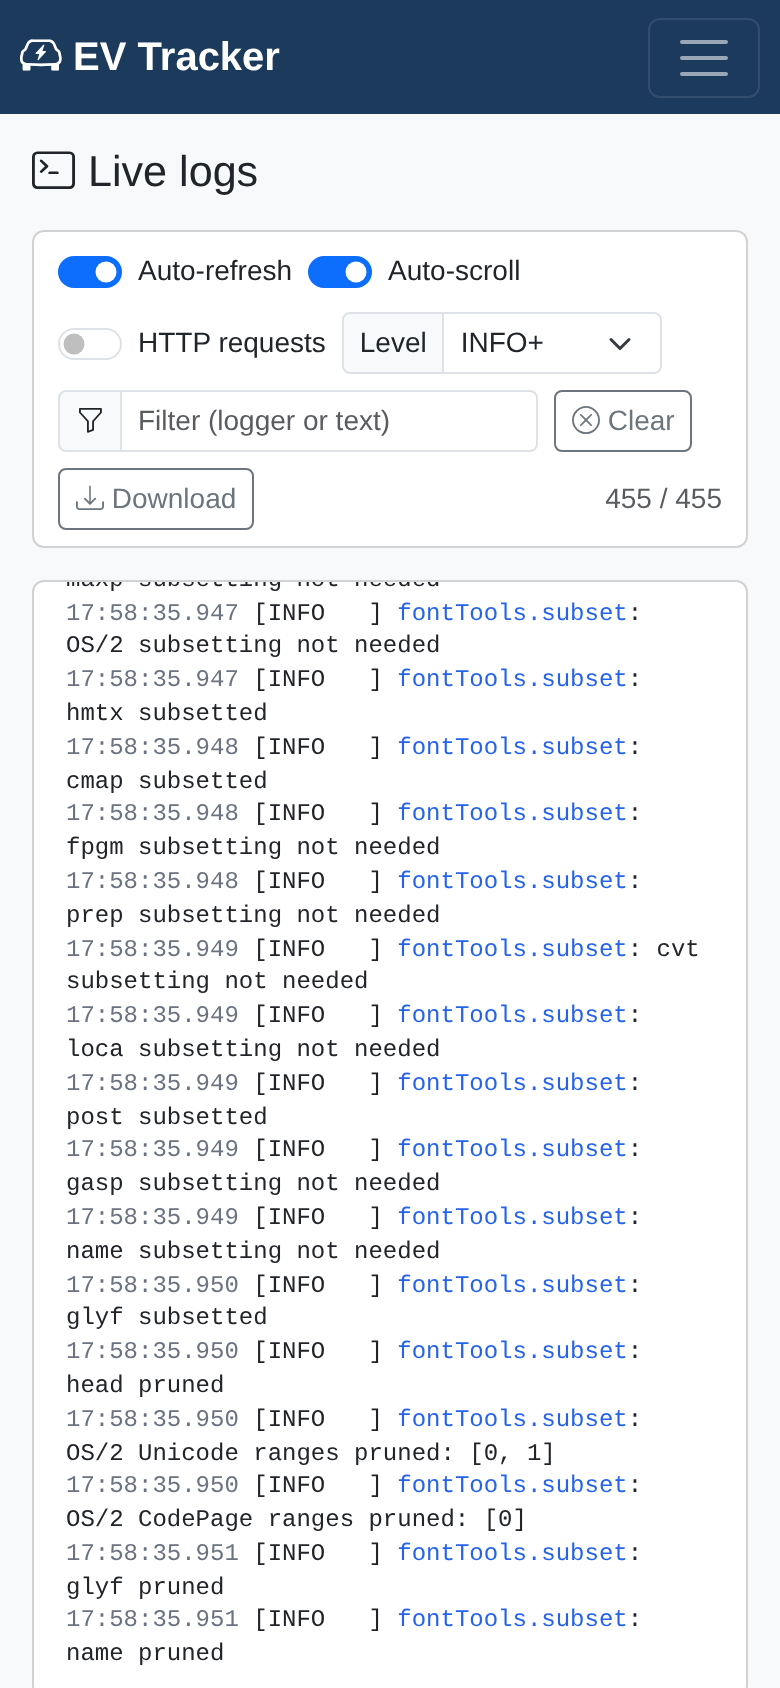 EV Tracker
Live logs
Auto-refresh Auto-scroll
HTTP requests Level INFO+
Filter (logger or text) Clear
Download 455 / 455
maxp subsetting not needed
17:58:35.947 [INFO   ] fontTools.subset:
OS/2 subsetting not needed
17:58:35.947 [INFO   ] fontTools.subset:
hmtx subsetted
17:58:35.948 [INFO   ] fontTools.subset:
cmap subsetted
17:58:35.948 [INFO   ] fontTools.subset:
fpgm subsetting not needed
17:58:35.948 [INFO   ] fontTools.subset:
prep subsetting not needed
17:58:35.949 [INFO   ] fontTools.subset: cvt
subsetting not needed
17:58:35.949 [INFO   ] fontTools.subset:
loca subsetting not needed
17:58:35.949 [INFO   ] fontTools.subset:
post subsetted
17:58:35.949 [INFO   ] fontTools.subset:
gasp subsetting not needed
17:58:35.949 [INFO   ] fontTools.subset:
name subsetting not needed
17:58:35.950 [INFO   ] fontTools.subset:
glyf subsetted
17:58:35.950 [INFO   ] fontTools.subset:
head pruned
17:58:35.950 [INFO   ] fontTools.subset:
OS/2 Unicode ranges pruned: [0, 1]
17:58:35.950 [INFO   ] fontTools.subset:
OS/2 CodePage ranges pruned: [0]
17:58:35.951 [INFO   ] fontTools.subset:
glyf pruned
17:58:35.951 [INFO   ] fontTools.subset:
name pruned